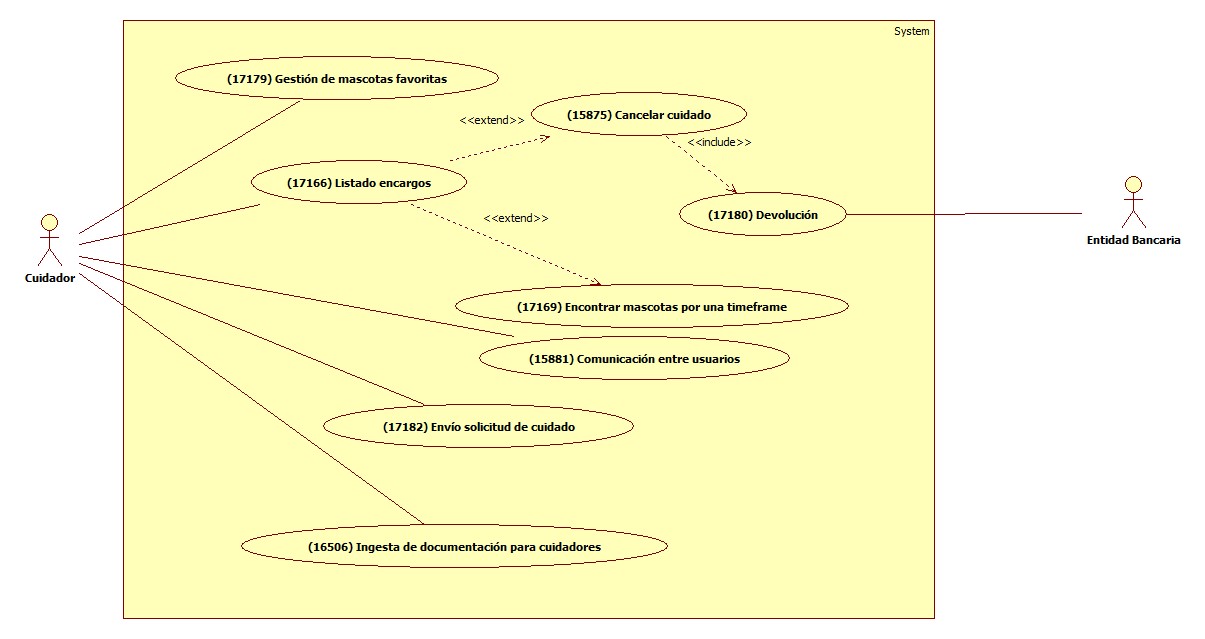 System
(17179) Gestión de mascotas favoritas
<<extend>>
(15875) Cancelar cuidado
<<include>>
(17166) Listado encargos
<<extend>>
(17180) Devolución
Entidad Bancaria
Cuidador
(17169) Encontrar mascotas por una timeframe
(15881) Comunicación entre usuarios
(17182) Envío solicitud de cuidado
(16506) Ingesta de documentación para cuidadores